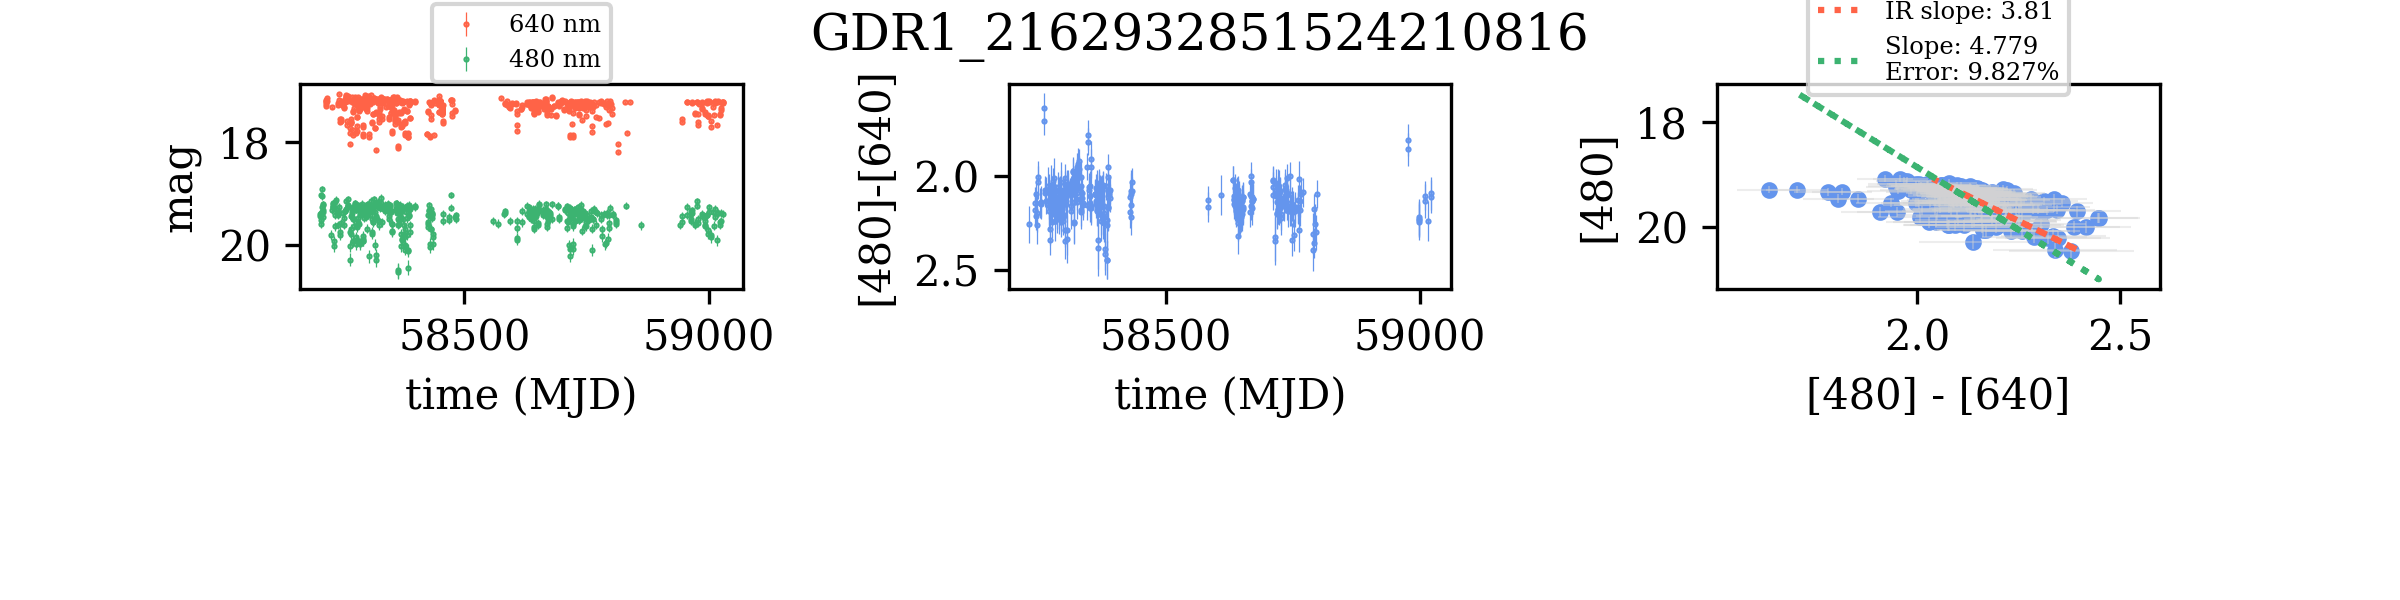 GDR1_2162932851524210816
640 nm
480 nm
mag
18
20
58500
59000
time (MJD)
[480]-[640]
2.0
2.5
58500
59000
time (MJD)
IR slope: 3.81
Slope: 4.779
Error: 9.827%
[480]
18
20
2.0
2.5
[480] - [640]